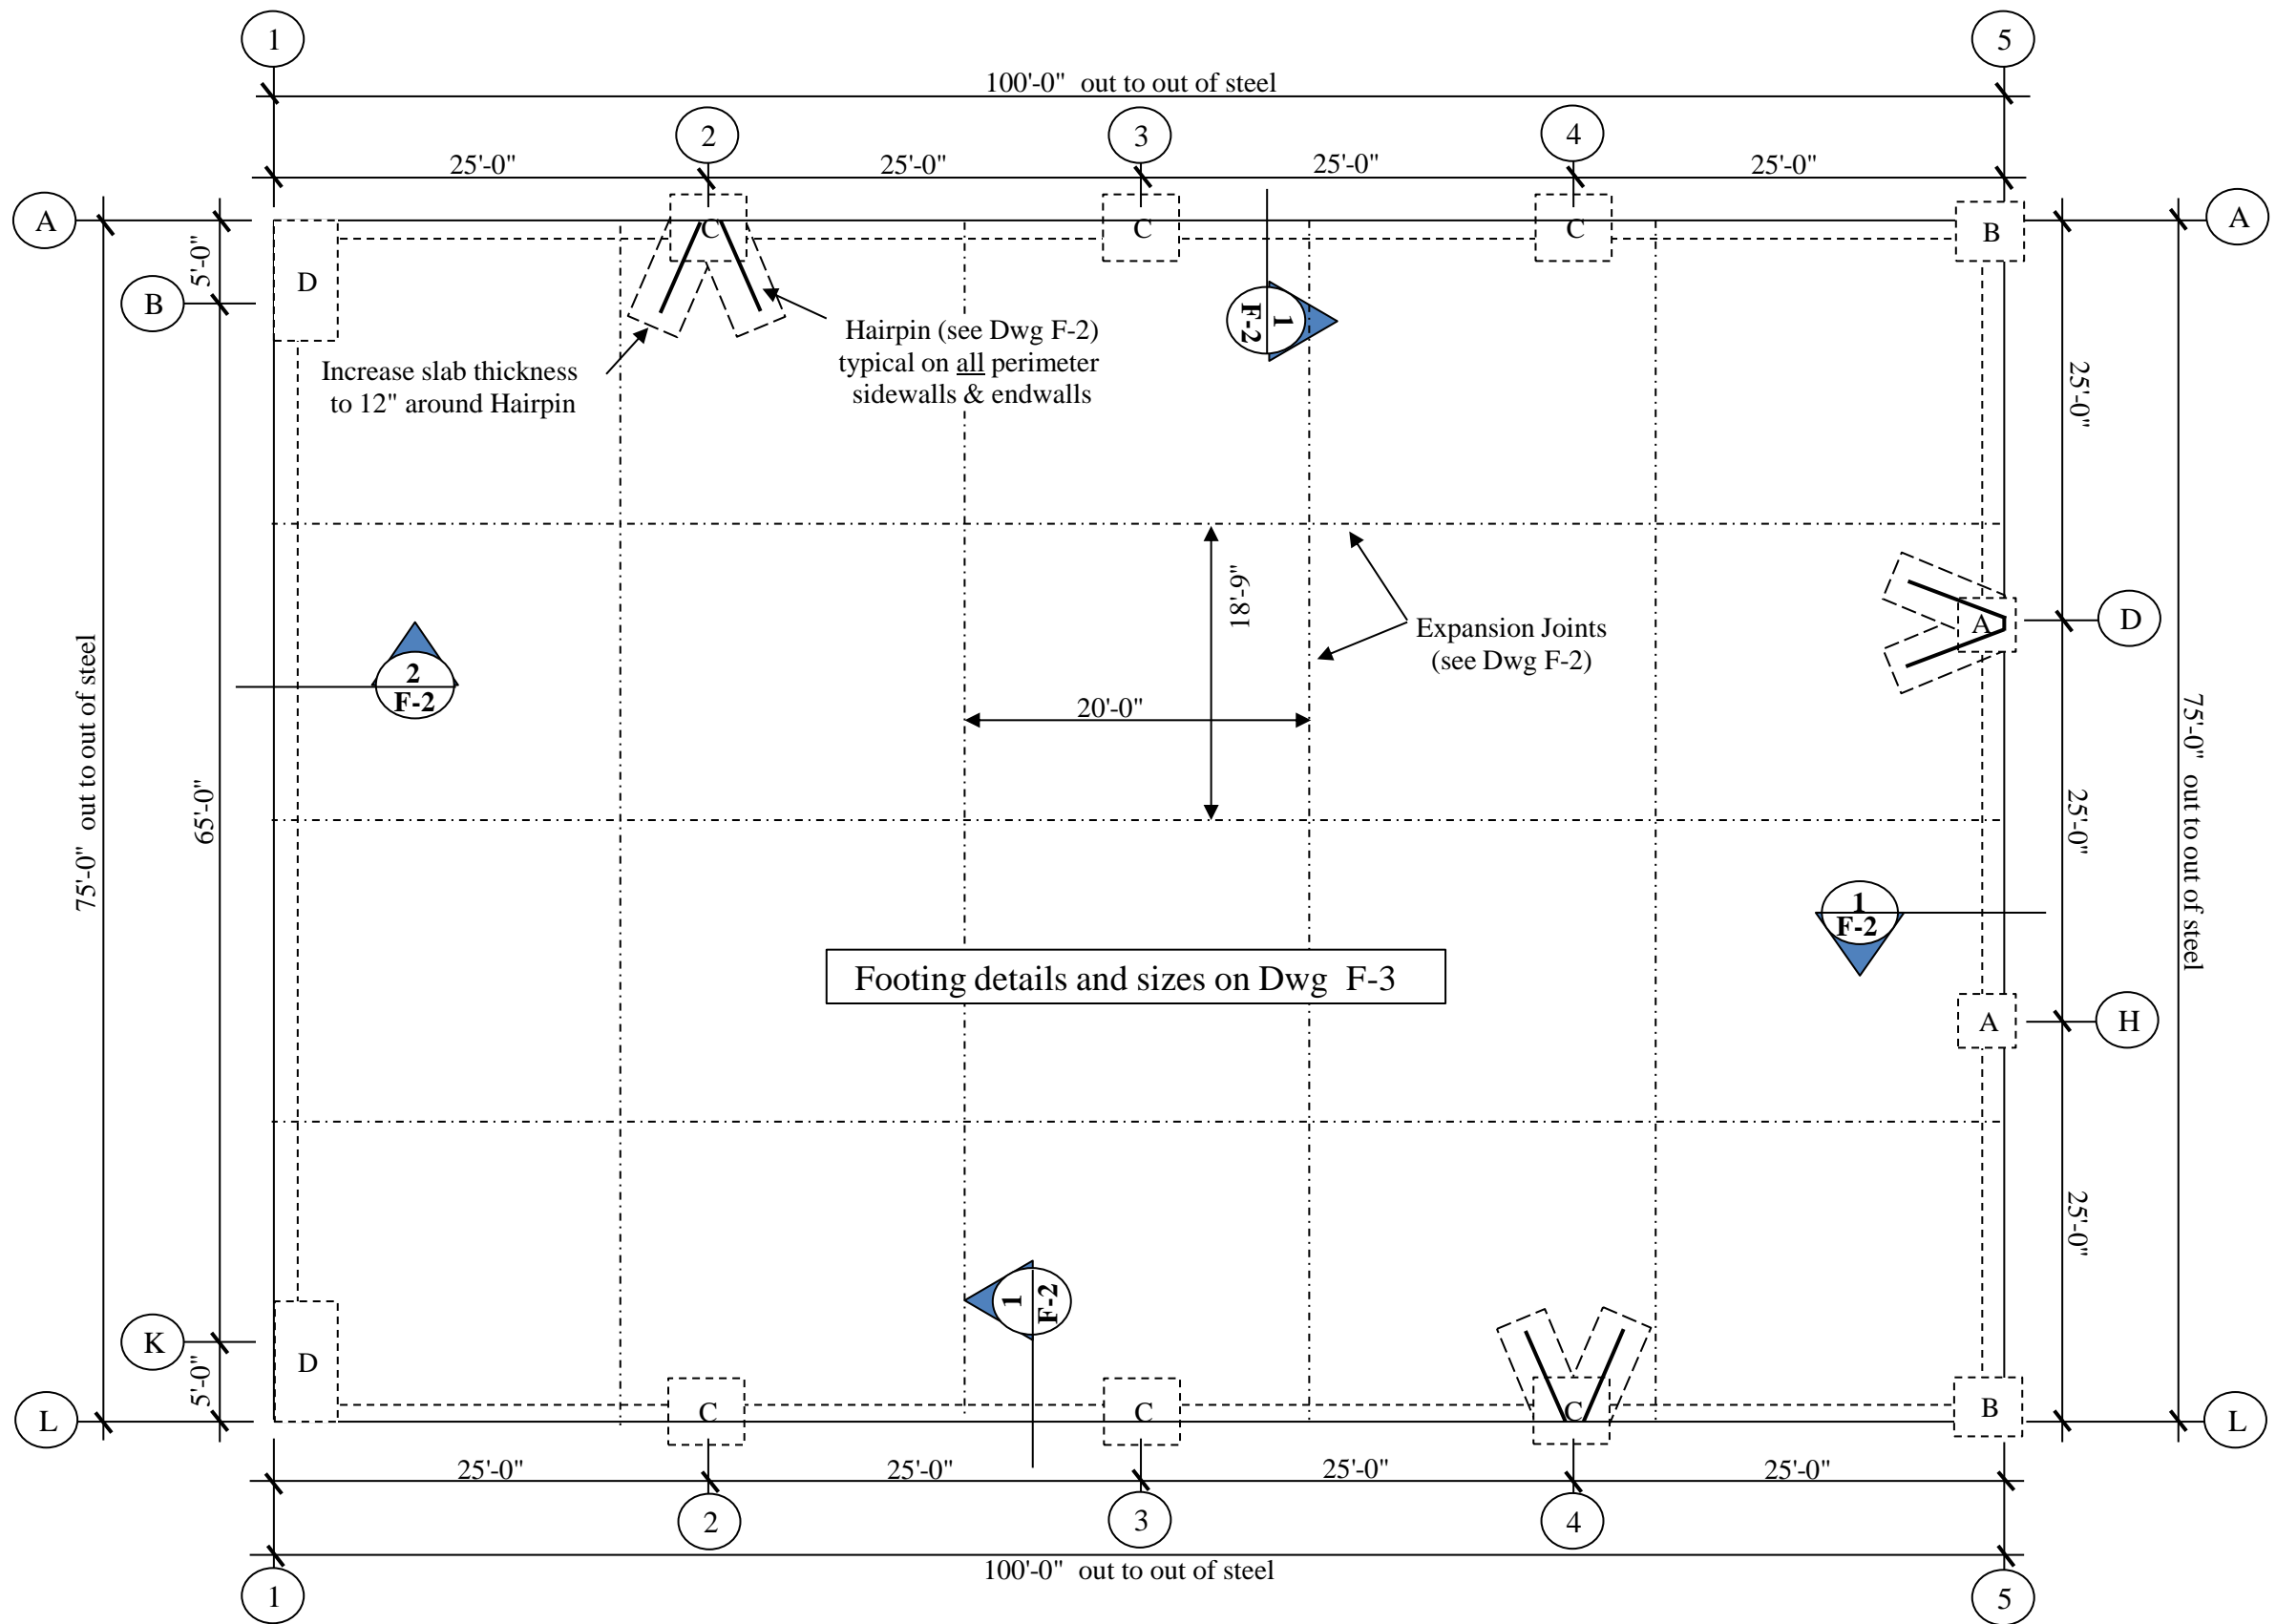 1
5
100'-0"  out to out of steel
2
3
4
25'-0"
25'-0"
25'-0"
25'-0"
A
A
C
C
C
B
D
5'-0"
B
1
F-2
Hairpin (see Dwg F-2)
typical on all perimeter
sidewalls & endwalls
Increase slab thickness
to 12" around Hairpin
25'-0"
18'-9"
Expansion Joints
(see Dwg F-2)
A
D
2
F-2
20'-0"
75'-0"  out to out of steel
65'-0"
25'-0"
75'-0"  out to out of steel
1
F-2
Footing details and sizes on Dwg  F-3
A
H
25'-0"
1
F-2
K
D
5'-0"
L
C
C
C
B
L
25'-0"
25'-0"
25'-0"
25'-0"
2
3
4
100'-0"  out to out of steel
1
5